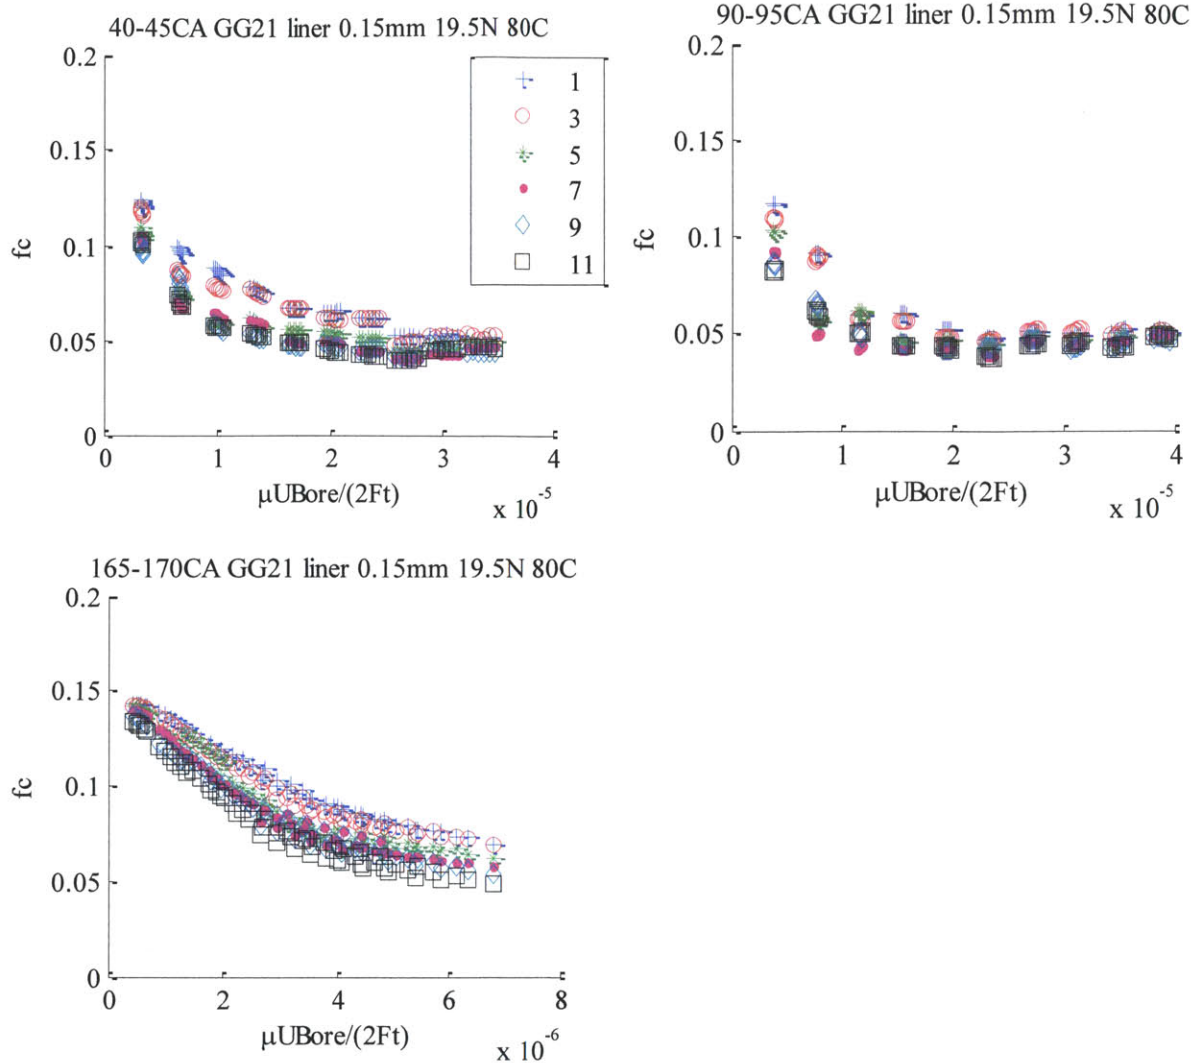 40-45CA GG21 liner 0.15mm 19.5N 80C
0.2
0.15
0.1
0.05
0
fc
0 1 2 3 4
µUBore/(2Ft)
x 10^-5
1
3
5
7
9
11
90-95CA GG21 liner 0.15mm 19.5N 80C
0.2
0.15
0.1
0.05
0
fc
0 1 2 3 4
µUBore/(2Ft)
x 10^-5
165-170CA GG21 liner 0.15mm 19.5N 80C
0.2
0.15
0.1
0.05
0
fc
0 2 4 6 8
µUBore/(2Ft)
x 10^-6